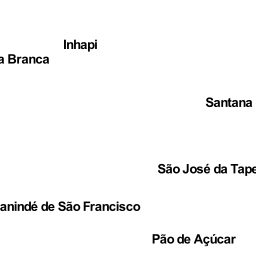 Inhapi
a Branca
Santana
São José da Tape
anindé de São Francisco
Pão de Açúcar